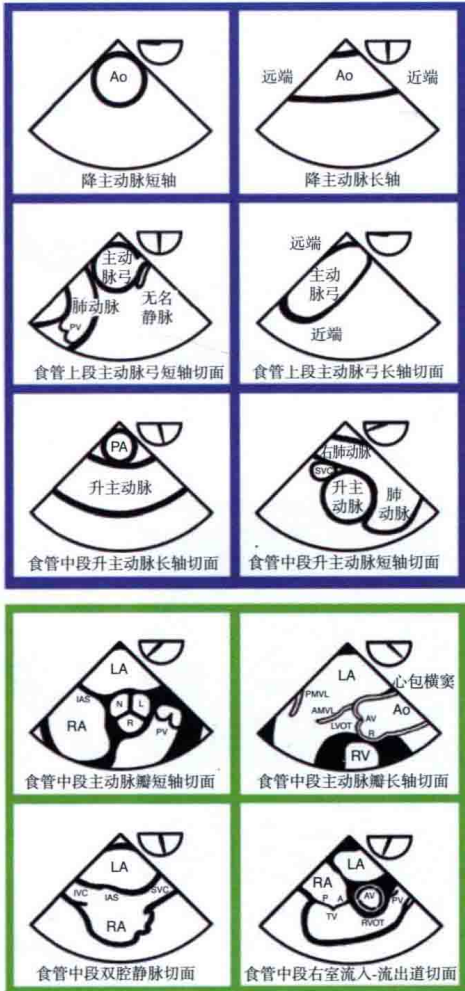 Ao
降主动脉短轴
远端
Ao
近端
降主动脉长轴
主动
脉弓
肺动脉
PV
无名
静脉
食管上段主动脉弓短轴切面
远端
主动
脉弓
近端
食管上段主动脉弓长轴切面
PA
升主动脉
食管中段升主动脉长轴切面
右肺动脉
SVC
升主
动脉
肺
动脉
食管中段升主动脉短轴切面
LA
IAS
RA
N
L
R
PV
食管中段主动脉瓣短轴切面
LA
心包横窦
PMVL
AMVL
LVOT
AV
Ao
R
RV
食管中段主动脉瓣长轴切面
LA
IVC
IAS
SVC
RA
食管中段双腔静脉切面
LA
RA
P
A
AV
PV
TV
RVOT
食管中段右室流入-流出道切面